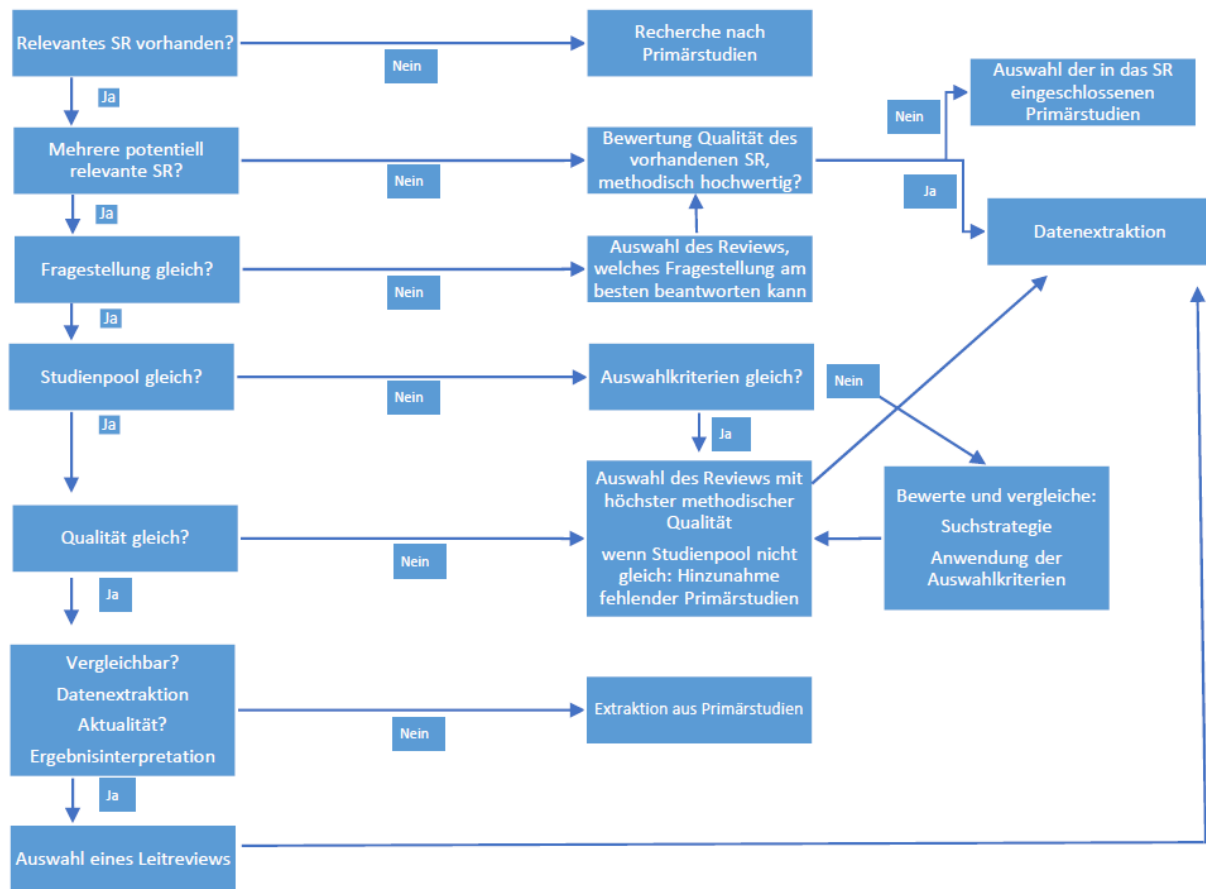 Relevantes SR vorhanden?
Nein
Recherche nach
Primärstudien
Ja
Mehrere potentiell
relevante SR?
Nein
Bewertung Qualität des
vorhandenen SR,
methodisch hochwertig?
Nein
Auswahl der in das SR
eingeschlossenen
Primärstudien
Ja
Datenextraktion
Ja
Fragestellung gleich?
Nein
Auswahl des Reviews,
welches Fragestellung am
besten beantworten kann
Ja
Studienpool gleich?
Nein
Auswahlkriterien gleich?
Nein
Ja
Ja
Qualität gleich?
Nein
Auswahl des Reviews mit
höchster methodischer
Qualität
wenn Studienpool nicht
gleich: Hinzunahme
fehlender Primärstudien
Bewerte und vergleiche:
Suchstrategie
Anwendung der
Auswahlkriterien
Ja
Vergleichbar?
Datenextraktion
Aktualität?
Ergebnisinterpretation
Nein
Extraktion aus Primärstudien
Ja
Auswahl eines Leitreviews